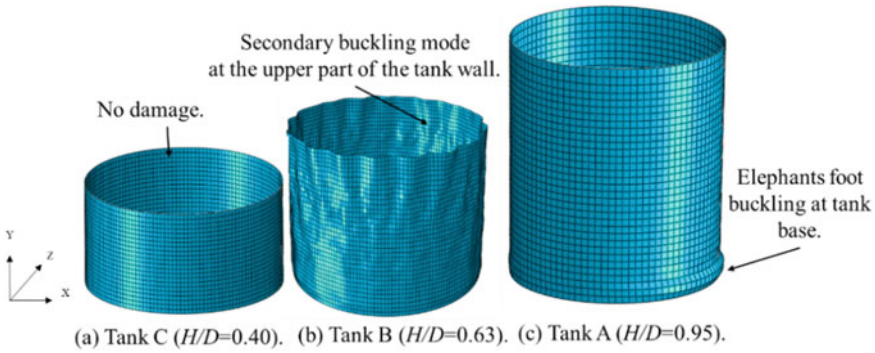 Secondary buckling mode
at the upper part of the tank wall.
No damage.
Elephants foot
buckling at tank
base.
Y
Z
X
(a) Tank C (H/D=0.40). (b) Tank B (H/D=0.63). (c) Tank A (H/D=0.95).